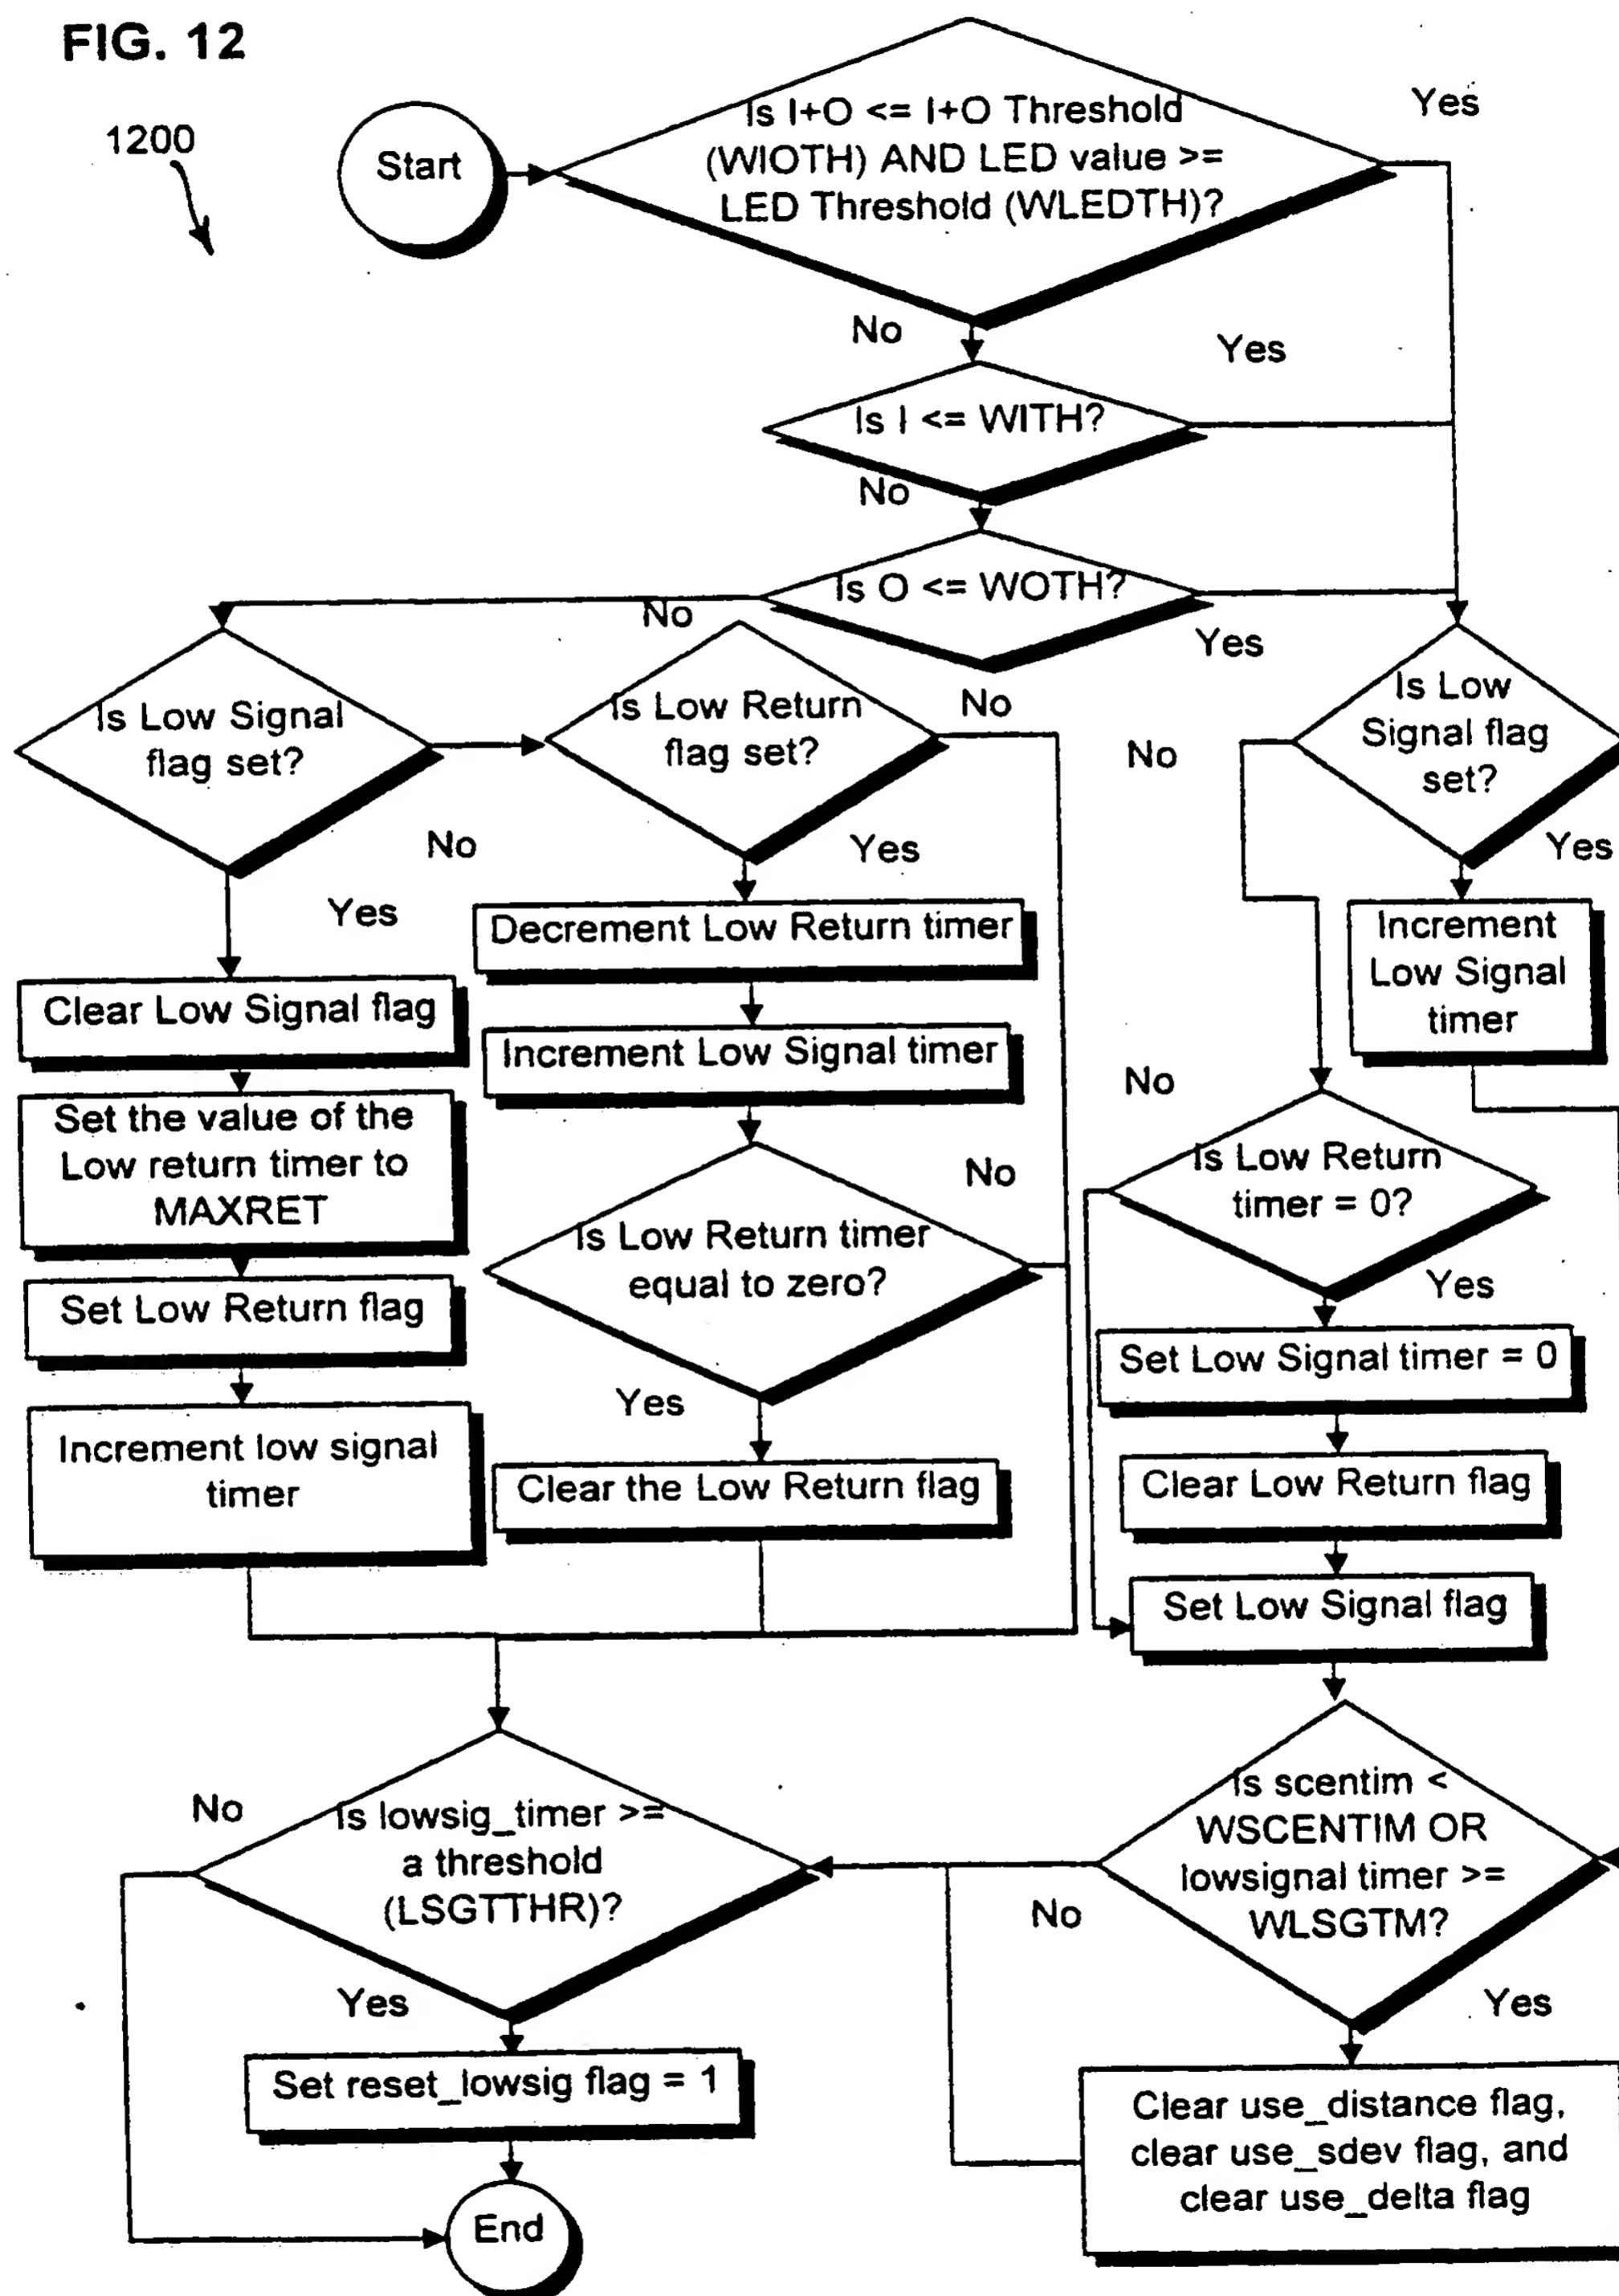 FIG. 12
1200
Start
Is I+O <= I+O Threshold
(WIOTH) AND LED value >=
LED Threshold (WLEDTH)?
Yes
No
Is I <= WITH?
Yes
No
Is O <= WOTH?
No
Yes
Is Low Signal
flag set?
No
Yes
Is Low Return
flag set?
No
Yes
Is Low
Signal flag
set?
No
Yes
Clear Low Signal flag
Set the value of the
Low return timer to
MAXRET
Set Low Return flag
Increment low signal
timer
Decrement Low Return timer
Increment Low Signal timer
Is Low Return timer
equal to zero?
No
Yes
Clear the Low Return flag
Increment
Low Signal
timer
No
Is Low Return
timer = 0?
Yes
Set Low Signal timer = 0
Clear Low Return flag
Set Low Signal flag
Is scentim <
WSCENTIM OR
lowsignal timer >=
WLSGTM?
No
Yes
Clear use_distance flag,
clear use_sdev flag, and
clear use_delta flag
Is lowsig_timer >=
a threshold
(LSGTTHR)?
No
Yes
Set reset_lowsig flag = 1
End